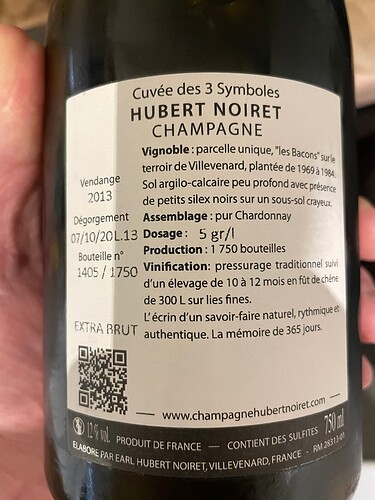 Cuvée des 3 Symboles
HUBERT NOIRET
CHAMPAGNE
Vignoble : parcelle unique, "les Bacons" sur le
terroir de Villevenard, plantée de 1969 à 1984.
Sol argilo-calcaire peu profond avec présence
de petits silex noirs sur un sous-sol crayeux.
Assemblage : pur Chardonnay
Dosage : 5 gr/l
Production : 1 750 bouteilles
Vinification : pressurage traditionnel suivi
d'un élevage de 10 à 12 mois en fût de chêne
de 300 L sur lies fines.
L'écrin d'un savoir-faire naturel, rythmique et
authentique. La mémoire de 365 jours.
Vendange
2013
Dégorgement
07/10/20L.13
Bouteille n°
1405 / 1750
EXTRA BRUT
www.champagnehubertnoiret.com
12% vol. PRODUIT DE FRANCE — CONTIENT DES SULFITES 750 ml
ELABORÉ PAR EARL HUBERT NOIRET, VILLEVENARD, FRANCE - RM 28313-01